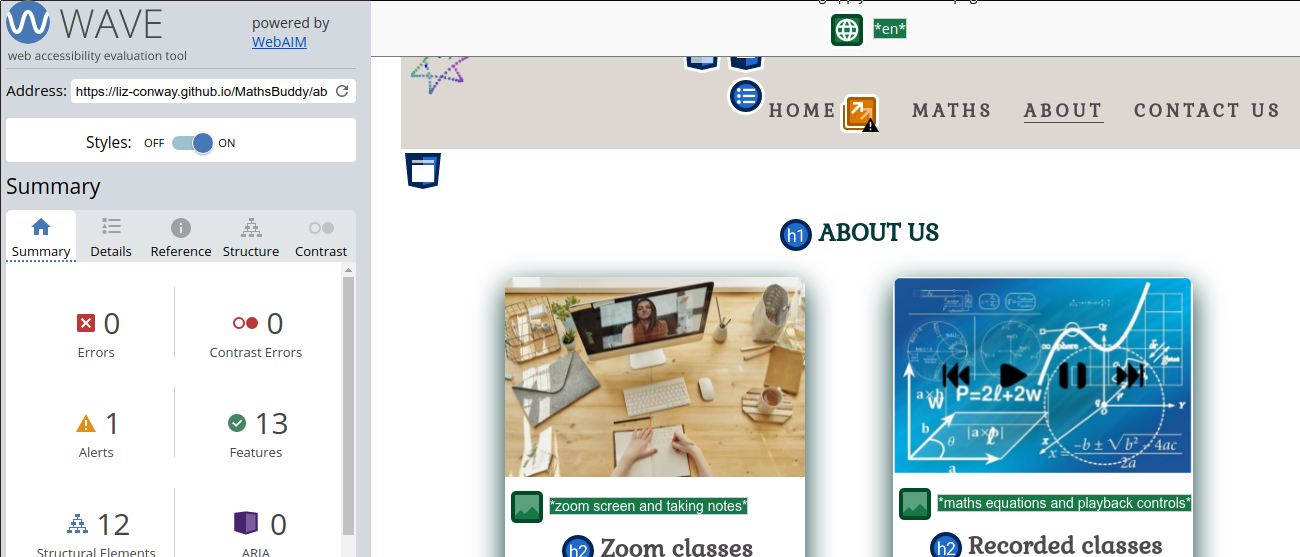 WAVE
web accessibility evaluation tool
powered by
WebAIM
Address: https://liz-conway.github.io/MathsBuddy/ab
Styles: OFF ON
Summary
Summary Details Reference Structure Contrast
0
Errors
0
Contrast Errors
1
Alerts
13
Features
12
Structural Elements
0
ARIA
*en*
HOME MATHS ABOUT CONTACT US
h1 ABOUT US
P=2ℓ+2w
w
a×b
|a×b|
b
θ
a
x = −b ± √b² − 4ac
2a
Y
*zoom screen and taking notes*
*maths equations and playback controls*
h2 Zoom classes
h2 Recorded classes